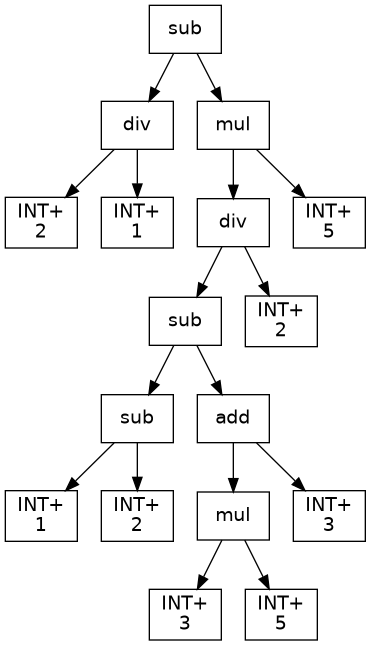 sub
div
mul
INT+
2
INT+
1
div
INT+
5
sub
INT+
2
sub
add
INT+
1
INT+
2
mul
INT+
3
INT+
3
INT+
5